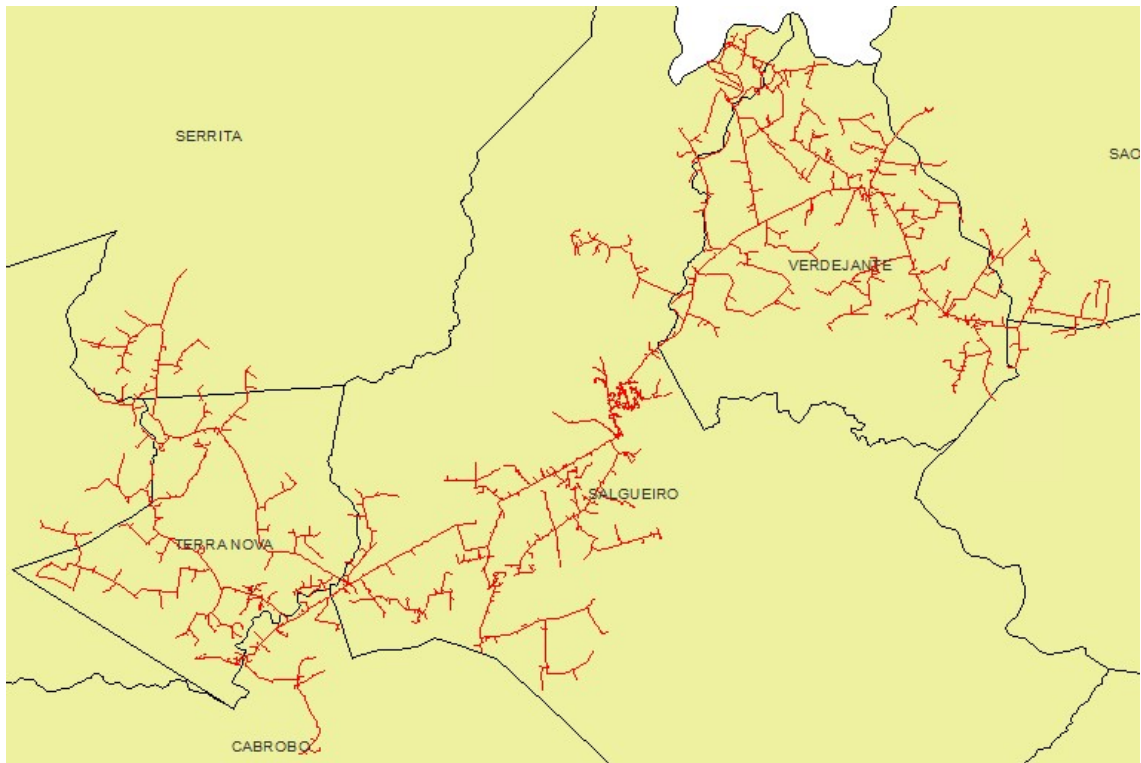 SERRITA
SAO
VERDEJANTE
SALGUEIRO
TERRA NOVA
CABROBO